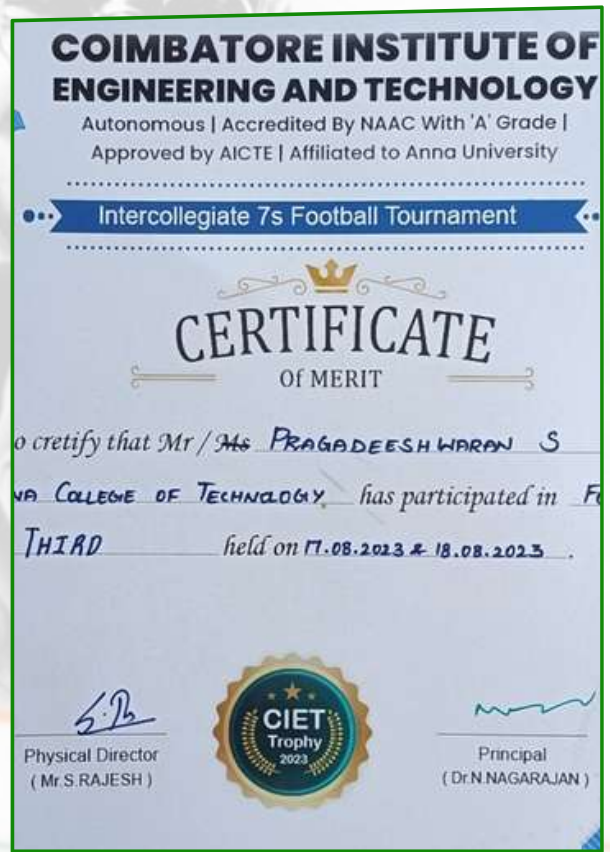 COIMBATORE INSTITUTE OF
ENGINEERING AND TECHNOLOGY
Autonomous | Accredited By NAAC With 'A' Grade |
Approved by AICTE | Affiliated to Anna University
Intercollegiate 7s Football Tournament
CERTIFICATE
Of MERIT
o cretify that Mr / Ms PRAGADEESHWARAN S
NA COLLEGE OF TECHNOLOGY has participated in F
THIRD held on 17.08.2023 & 18.08.2023 .
CIET
Trophy
2023
Physical Director
( Mr.S.RAJESH )
Principal
( Dr.N.NAGARAJAN )